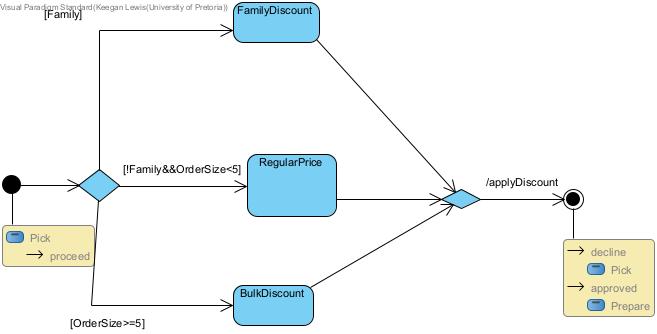 Visual Paradigm Standard(Keegan Lewis(University of Pretoria))
[Family]
FamilyDiscount
[!Family&&OrderSize<5]
RegularPrice
/applyDiscount
Pick
proceed
decline
Pick
approved
Prepare
BulkDiscount
[OrderSize>=5]